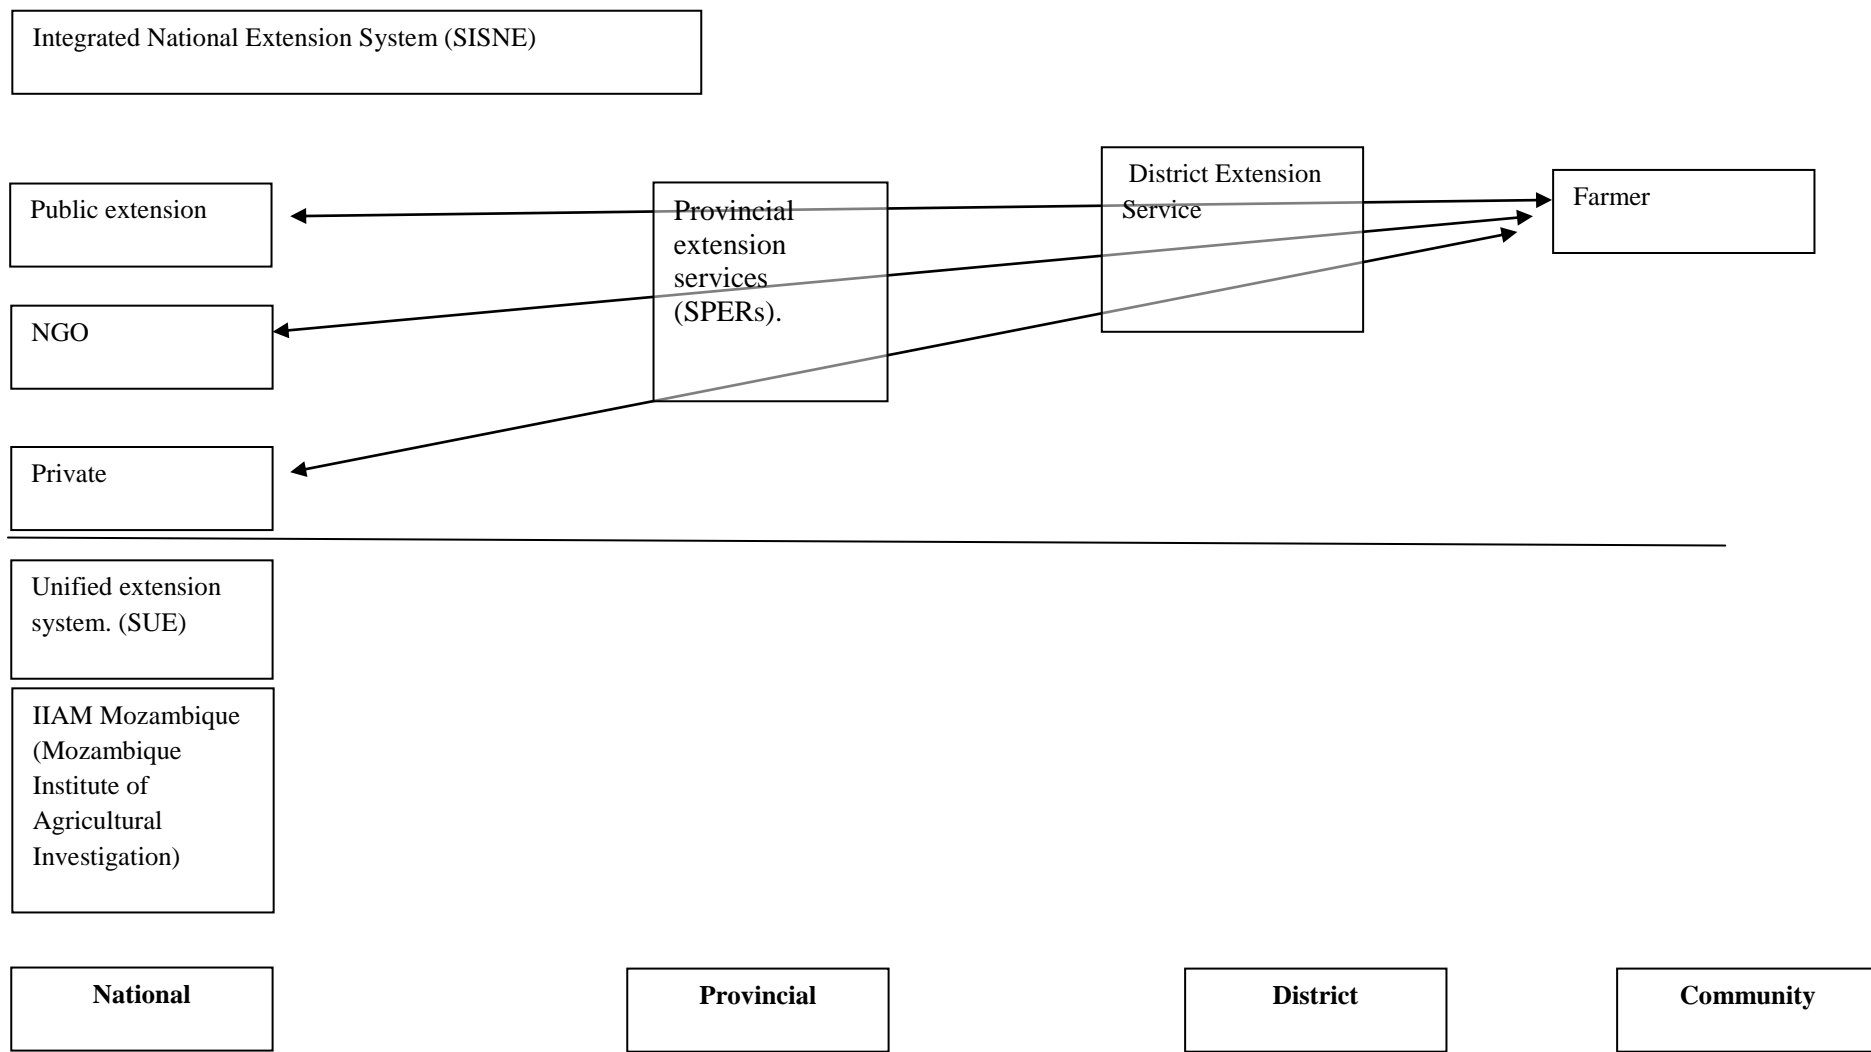 Integrated National Extension System (SISNE)
Public extension
Provincial
extension
services
(SPERs).
District Extension
Service
Farmer
NGO
Private
Unified extension
system. (SUE)
IIAM Mozambique
(Mozambique
Institute of
Agricultural
Investigation)
National
Provincial
District
Community